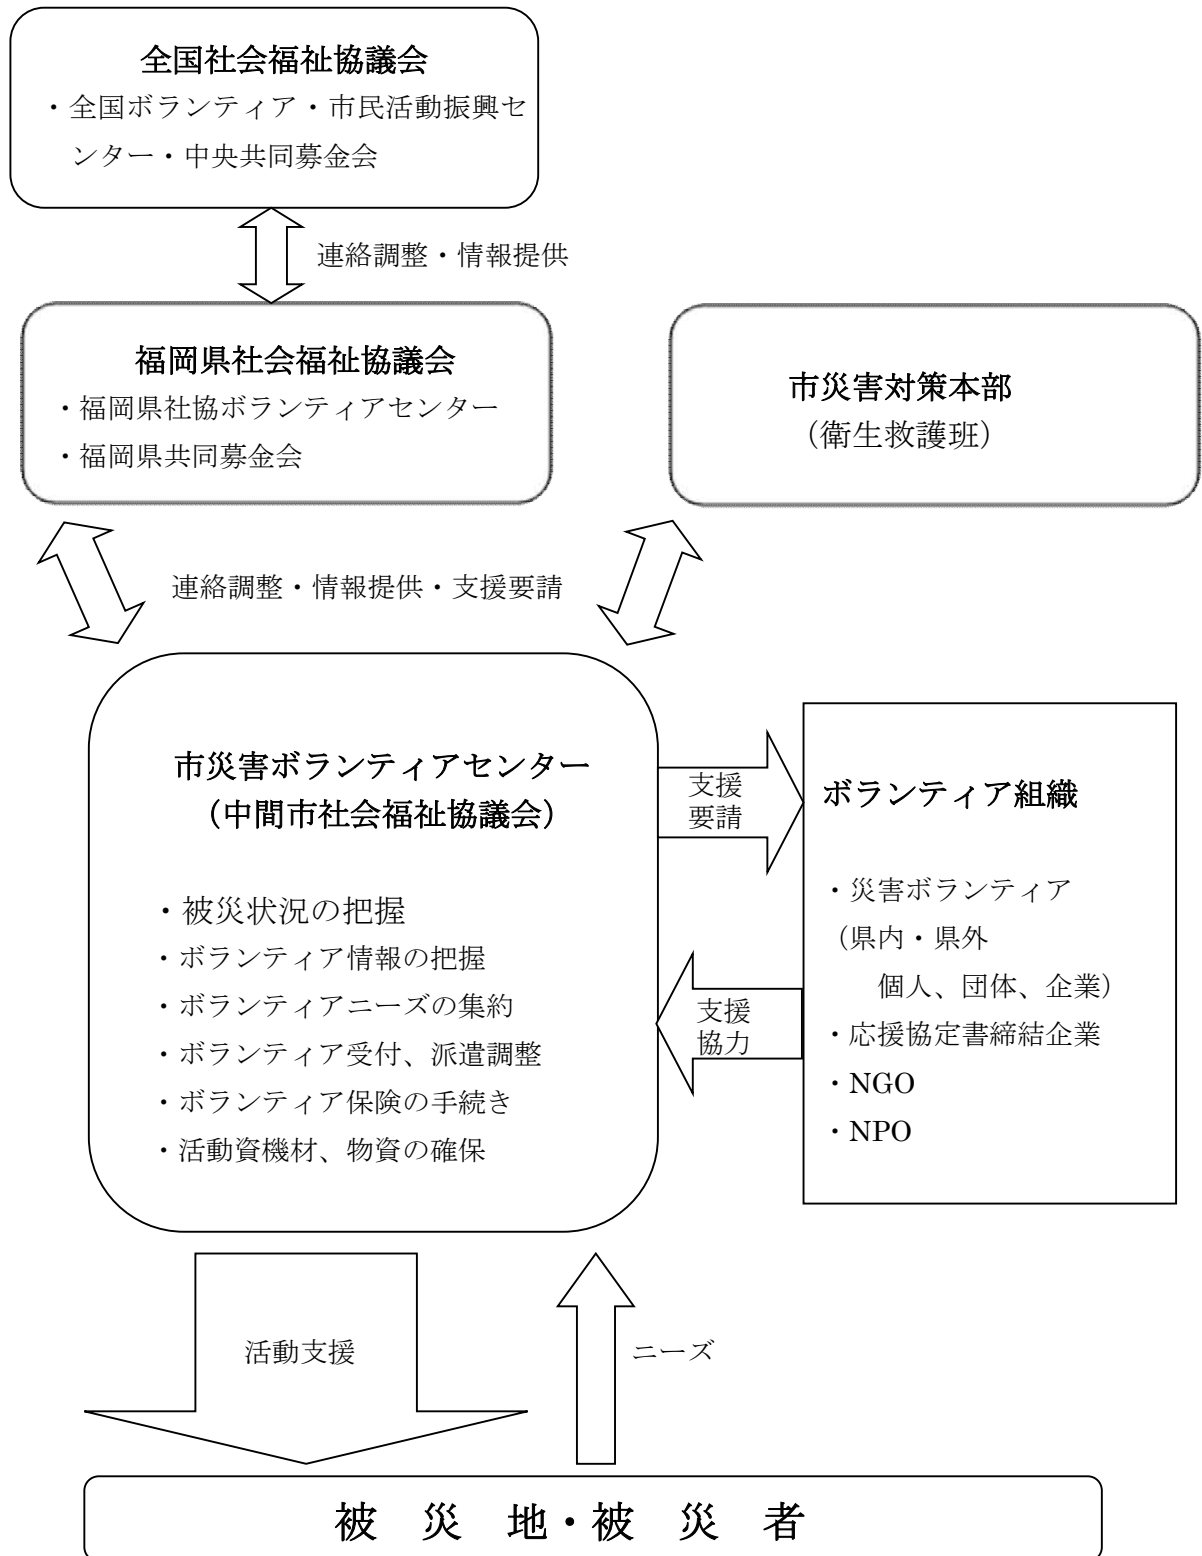 全国社会福祉協議会
・全国ボランティア・市民活動振興セ
ンター・中央共同募金会
連絡調整・情報提供
福岡県社会福祉協議会
・福岡県社協ボランティアセンター
・福岡県共同募金会
市災害対策本部
（衛生救護班）
連絡調整・情報提供・支援要請
市災害ボランティアセンター
（中間市社会福祉協議会）
・被災状況の把握
・ボランティア情報の把握
・ボランティアニーズの集約
・ボランティア受付、派遣調整
・ボランティア保険の手続き
・活動資機材、物資の確保
支援
要請
支援
協力
ボランティア組織
・災害ボランティア
（県内・県外
個人、団体、企業）
・応援協定書締結企業
・NGO
・NPO
活動支援
ニーズ
被 災 地・被 災 者